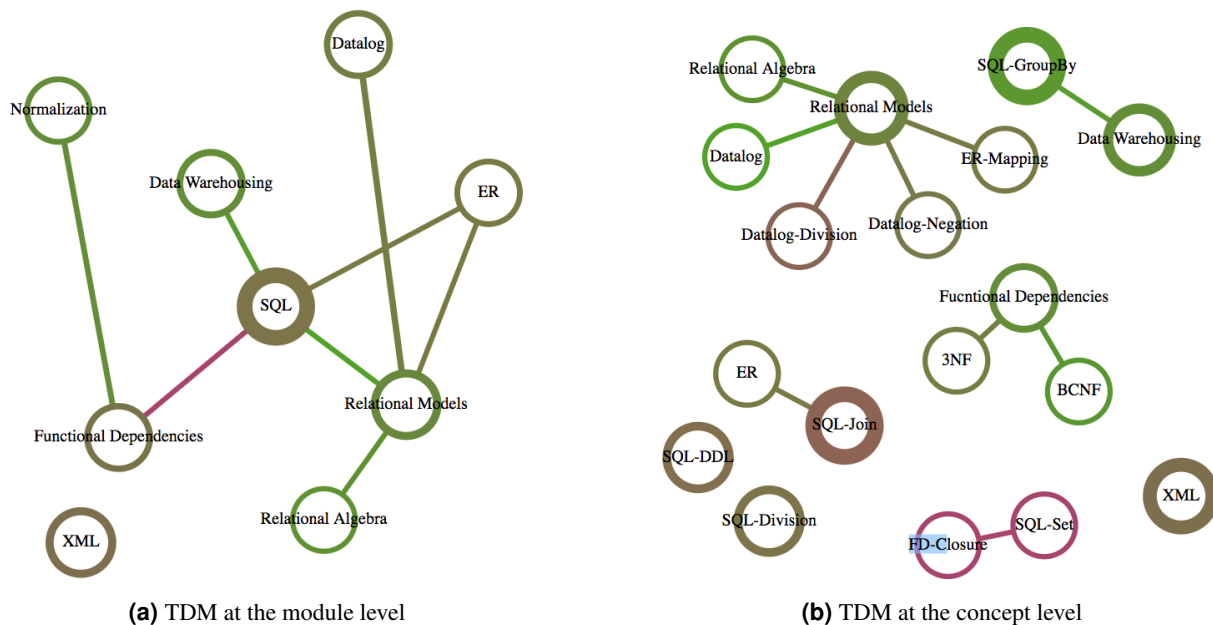 Datalog
Normalization
Data Warehousing
ER
SQL
Relational Models
Functional Dependencies
Relational Algebra
XML
(a) TDM at the module level
SQL-GroupBy
Relational Algebra
Relational Models
Data Warehousing
Datalog
ER-Mapping
Datalog-Division
Datalog-Negation
Fucntional Dependencies
3NF
ER
BCNF
SQL-Join
SQL-DDL
XML
SQL-Division
SQL-Set
FD-Closure
(b) TDM at the concept level